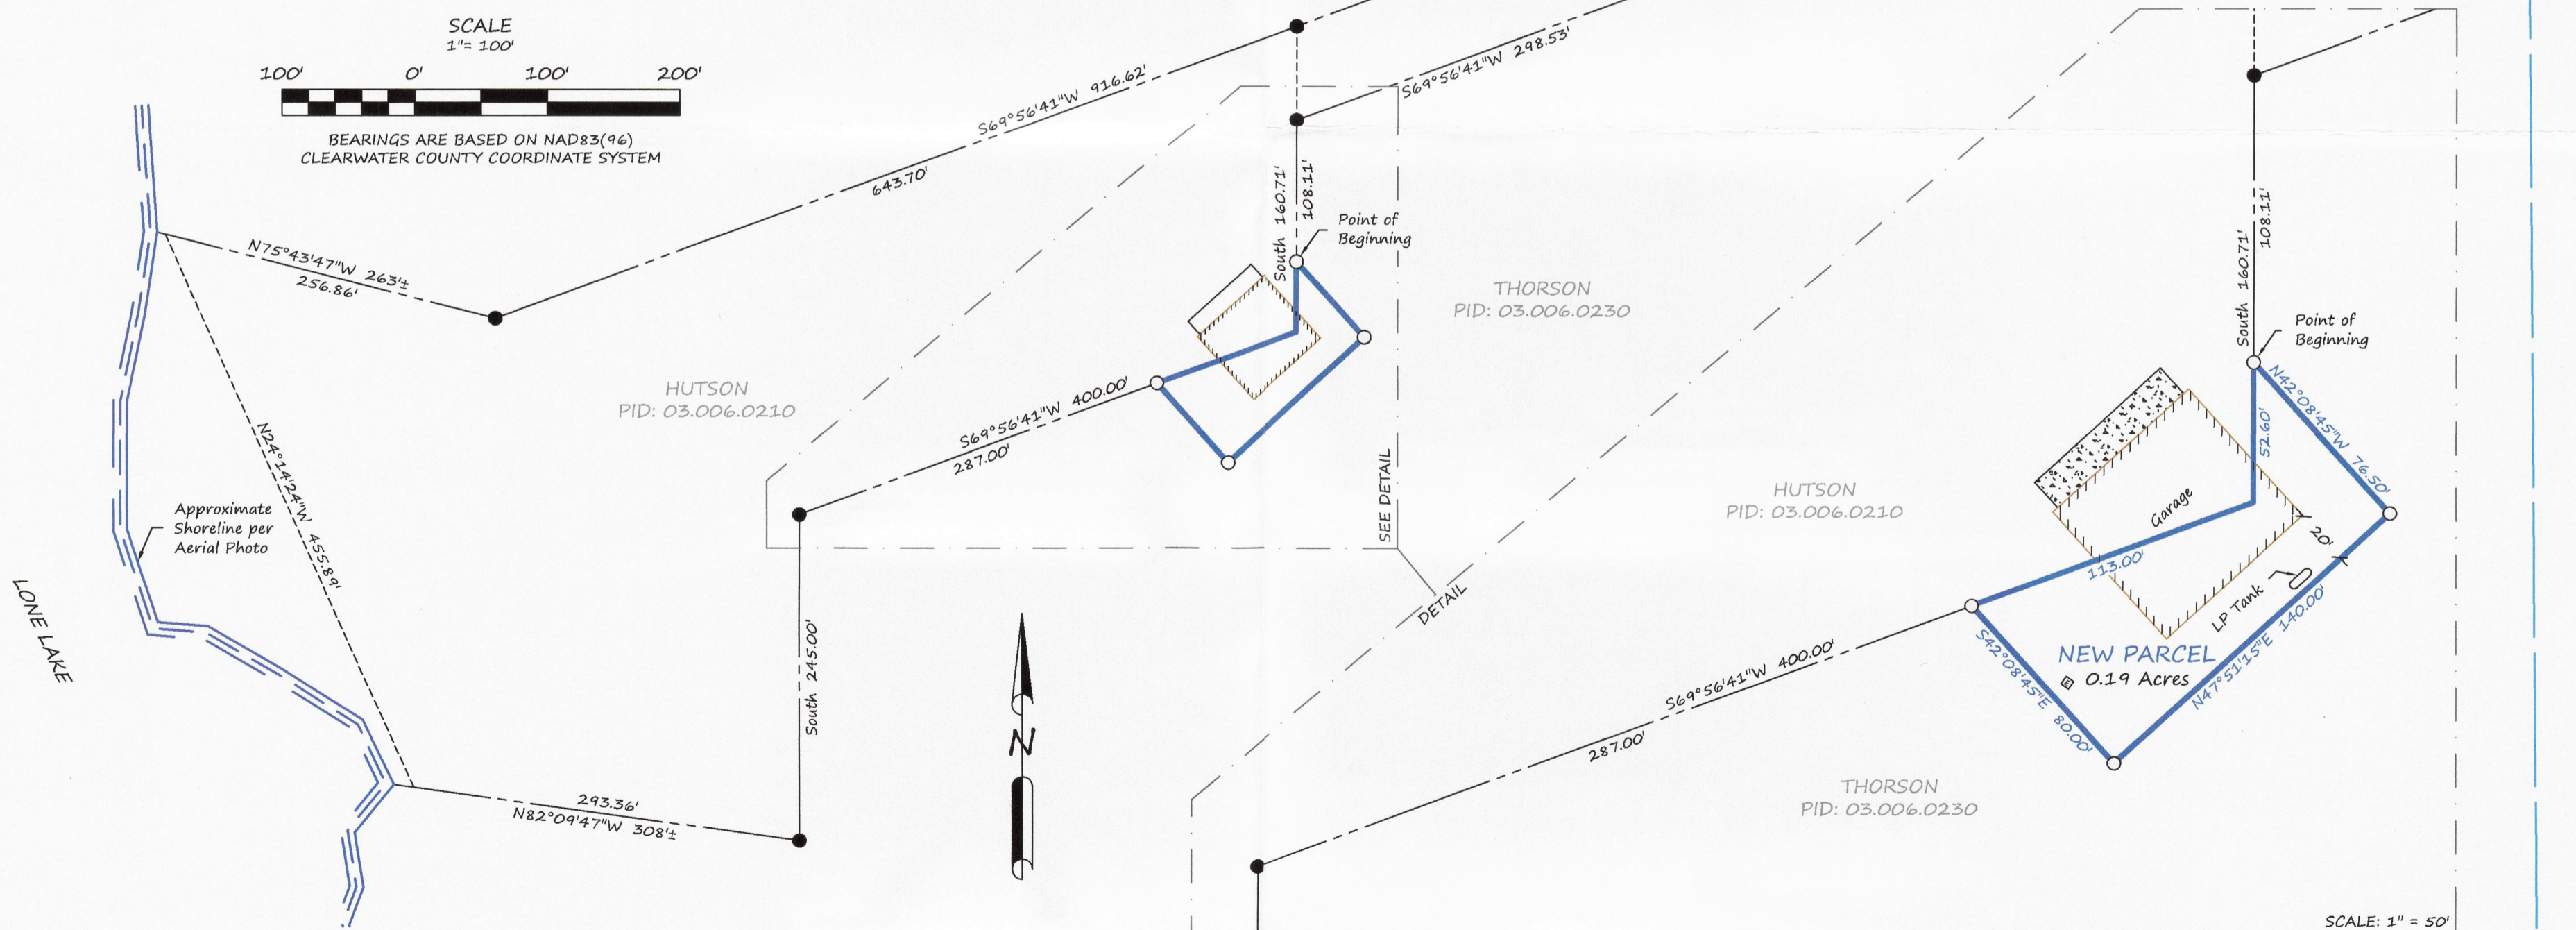 SCALE
1"= 100'
100' 0' 100' 200'
BEARINGS ARE BASED ON NAD83(96)
CLEARWATER COUNTY COORDINATE SYSTEM
S69°56'41"W 916.62'
643.70'
S69°56'41"W 298.53'
N75°43'47"W 263'±
256.86'
South 160.71'
108.11'
Point of
Beginning
THORSON
PID: 03.006.0230
HUTSON
PID: 03.006.0210
S69°56'41"W 400.00'
287.00'
SEE DETAIL
DETAIL
N24°14'24"W 455.89'
Approximate
Shoreline per
Aerial Photo
LONE LAKE
South 245.00'
293.36'
N82°09'47"W 308'±
N
South 160.71'
108.11'
Point of
Beginning
N42°08'45"W 76.50'
52.60'
HUTSON
PID: 03.006.0210
Garage
20'
113.00'
LP Tank
NEW PARCEL
E 0.19 Acres
S42°08'45"E 80.00'
N47°51'15"E 140.00'
S69°56'41"W 400.00'
287.00'
THORSON
PID: 03.006.0230
SCALE: 1" = 50'